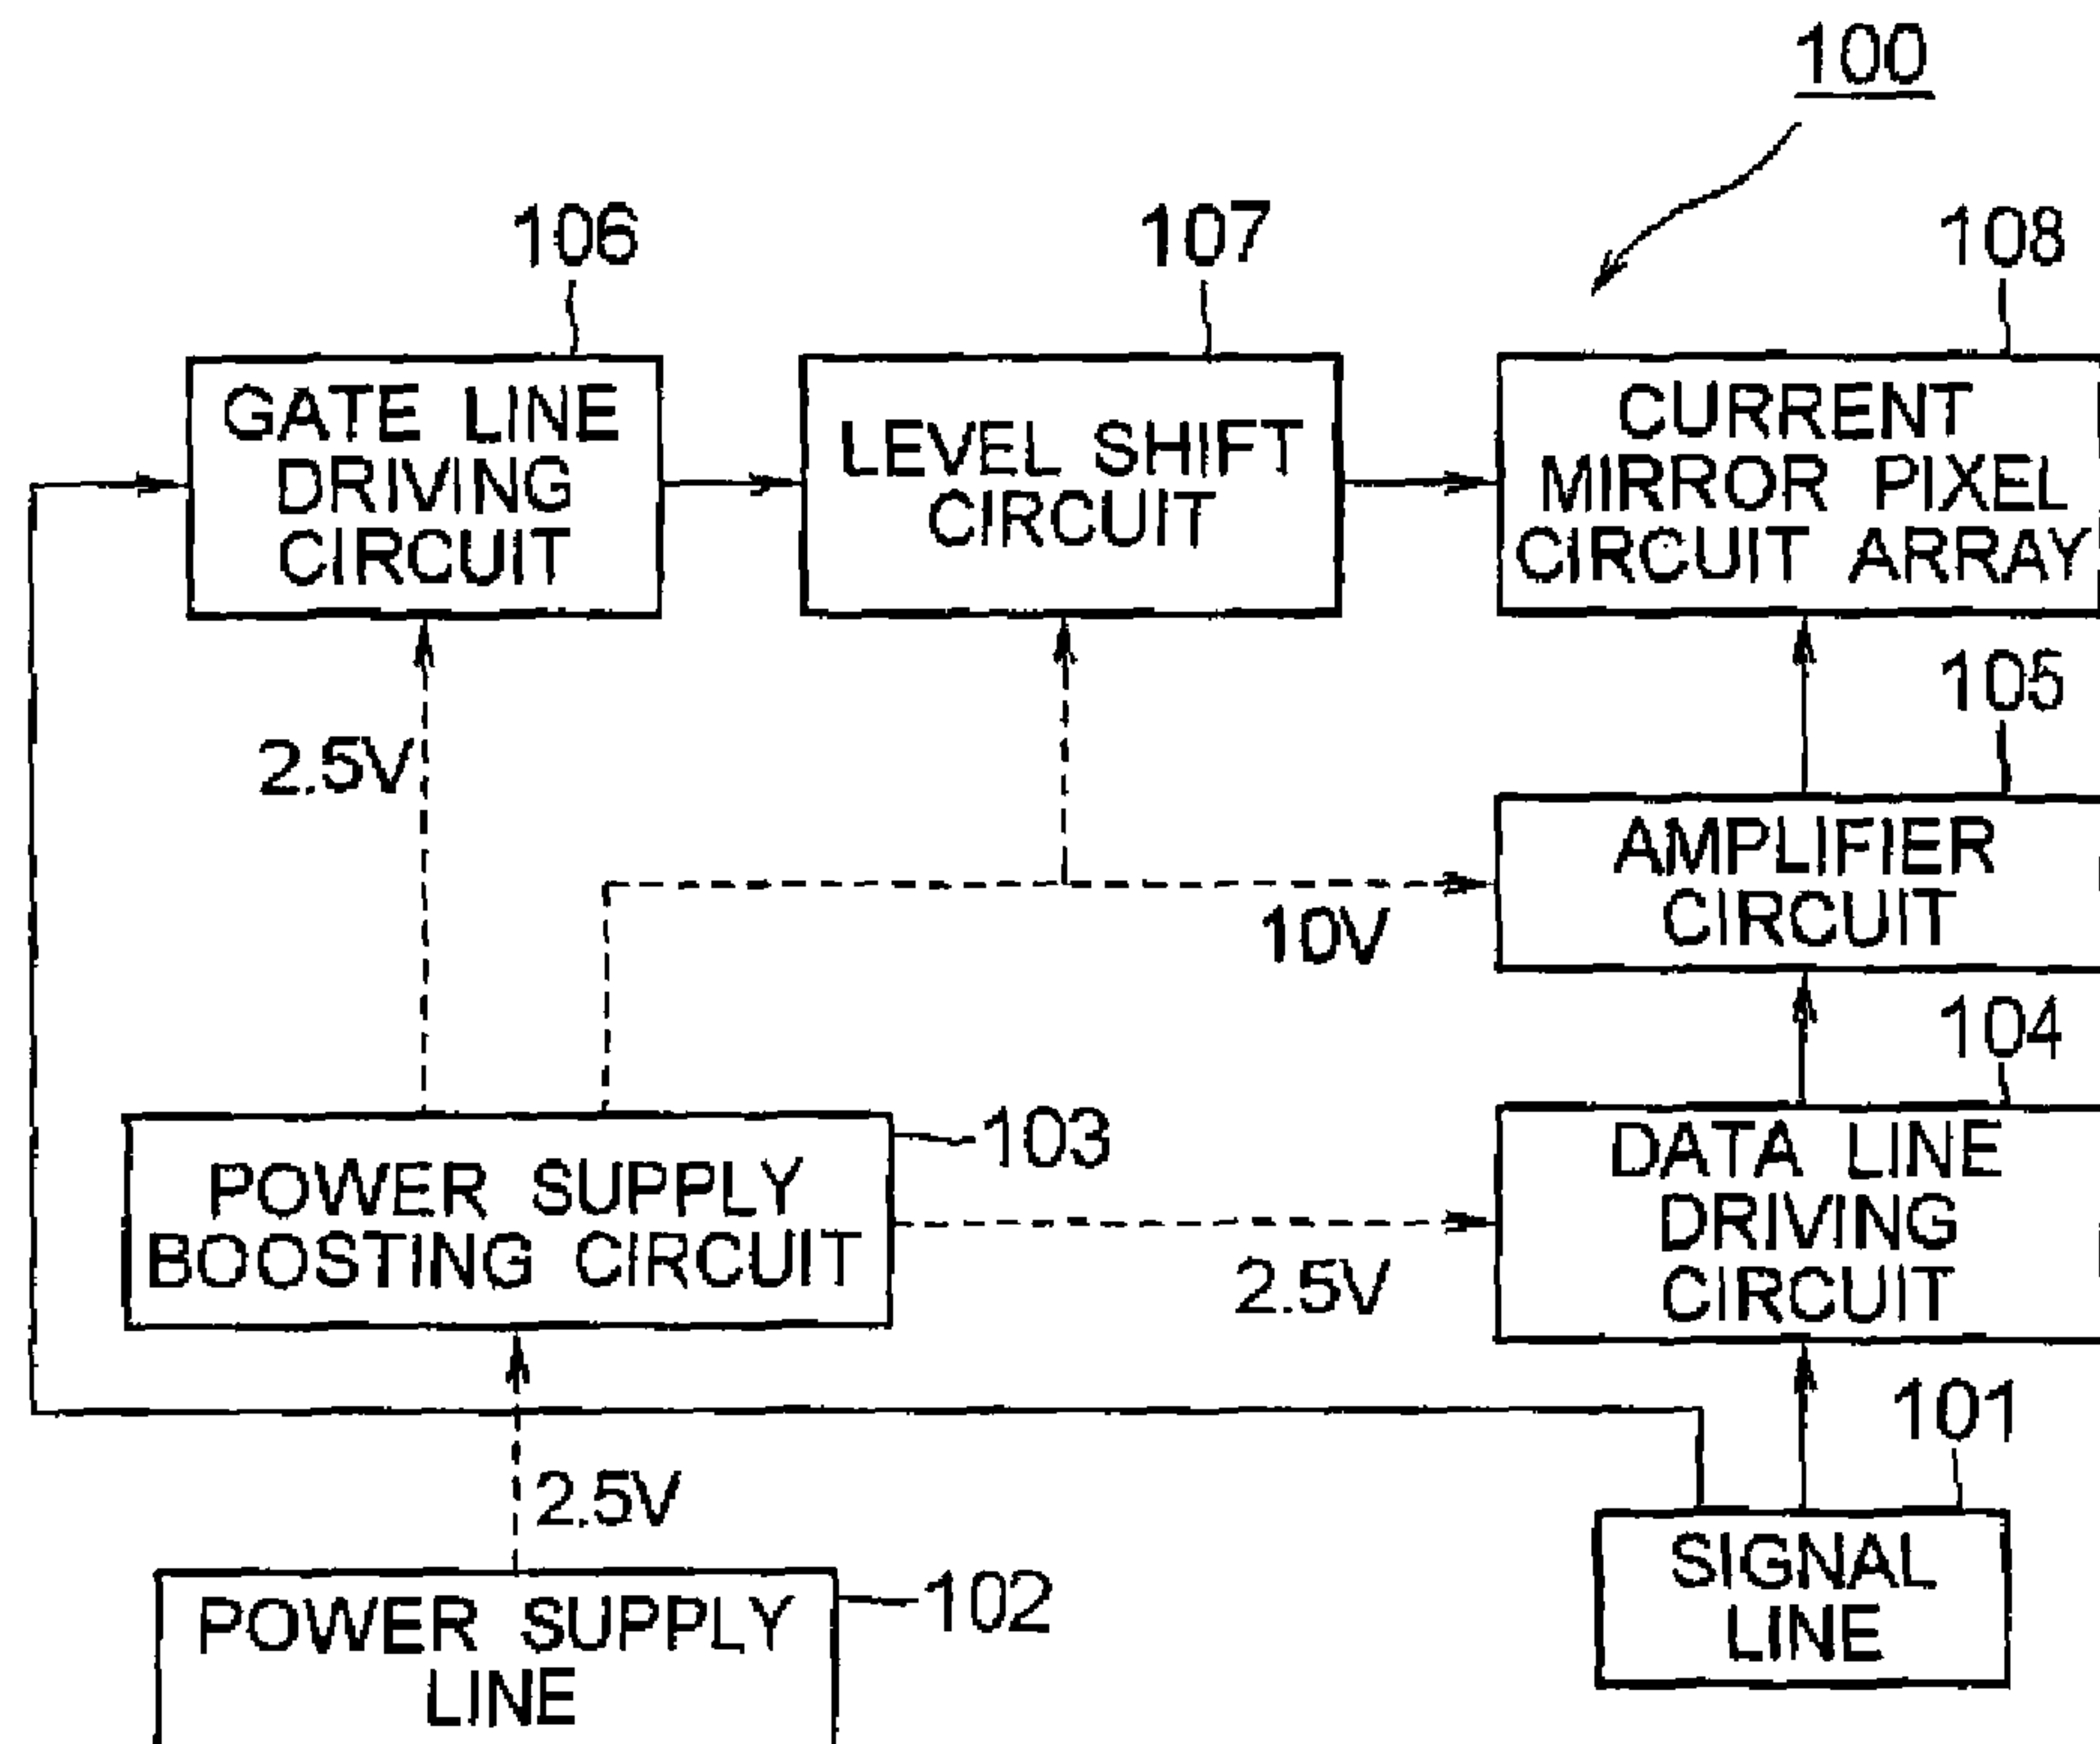 100
106
107
108
GATE LINE
DRIVING
CIRCUIT
LEVEL SHIFT
CIRCUIT
CURRENT
MIRROR PIXEL
CIRCUIT ARRAY
105
2.5V
AMPLIFIER
CIRCUIT
10V
104
103
POWER SUPPLY
BOOSTING CIRCUIT
DATA LINE
DRIVING
CIRCUIT
2.5V
101
2.5V
SIGNAL
LINE
102
POWER SUPPLY
LINE